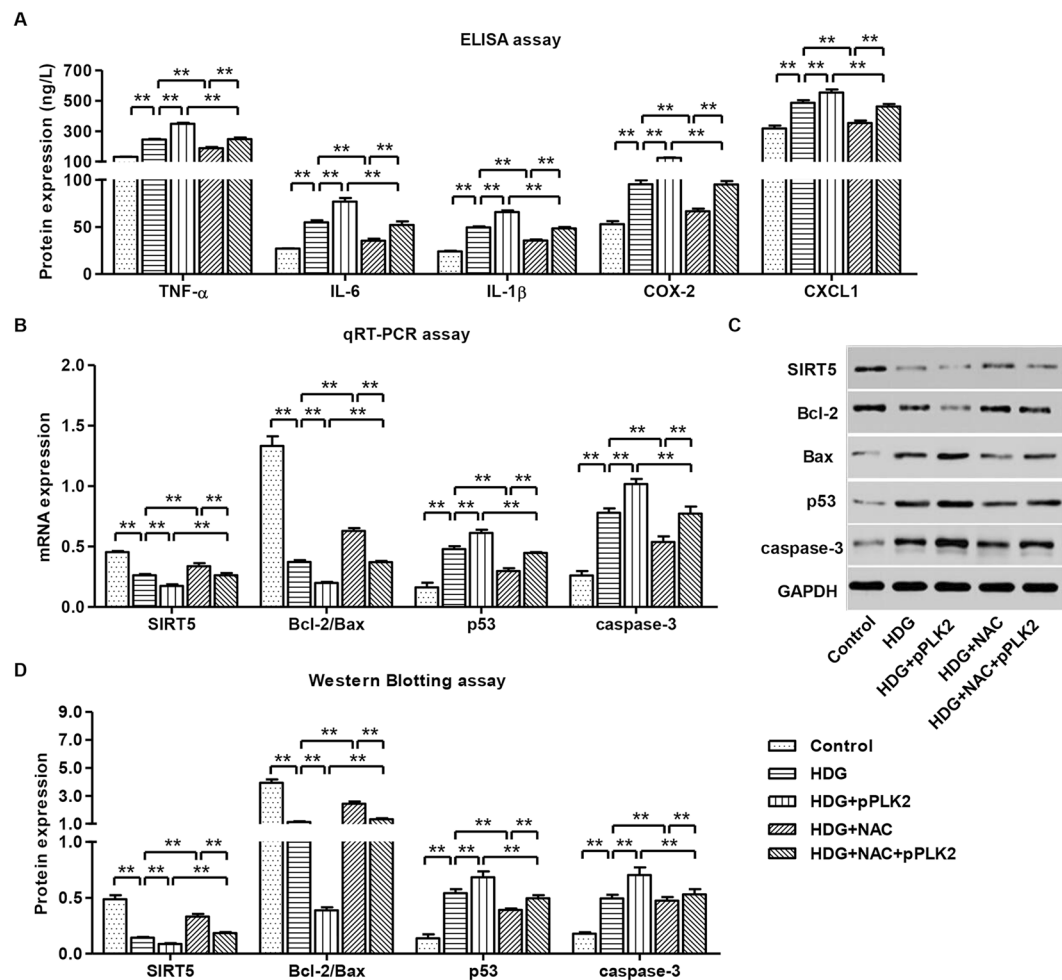 A
ELISA assay
Protein expression (ng/L)
700
500
300
100
100
50
0
** ** ** ** **
** ** ** ** **
** ** ** ** **
** ** ** ** **
** ** ** ** **
TNF-α IL-6 IL-1β COX-2 CXCL1
B
qRT-PCR assay
mRNA expression
2.0
1.5
1.0
0.5
0.0
** ** ** ** **
** ** ** ** **
** ** ** ** **
** ** ** ** **
SIRT5 Bcl-2/Bax p53 caspase-3
C
SIRT5
Bcl-2
Bax
p53
caspase-3
GAPDH
Control
HDG
HDG+pPLK2
HDG+NAC
HDG+NAC+pPLK2
D
Western Blotting assay
Protein expression
9.0
7.0
5.0
3.0
1.0
1.0
0.5
0.0
** ** ** ** **
** ** ** ** **
** ** ** ** **
** ** ** ** **
SIRT5 Bcl-2/Bax p53 caspase-3
Control
HDG
HDG+pPLK2
HDG+NAC
HDG+NAC+pPLK2